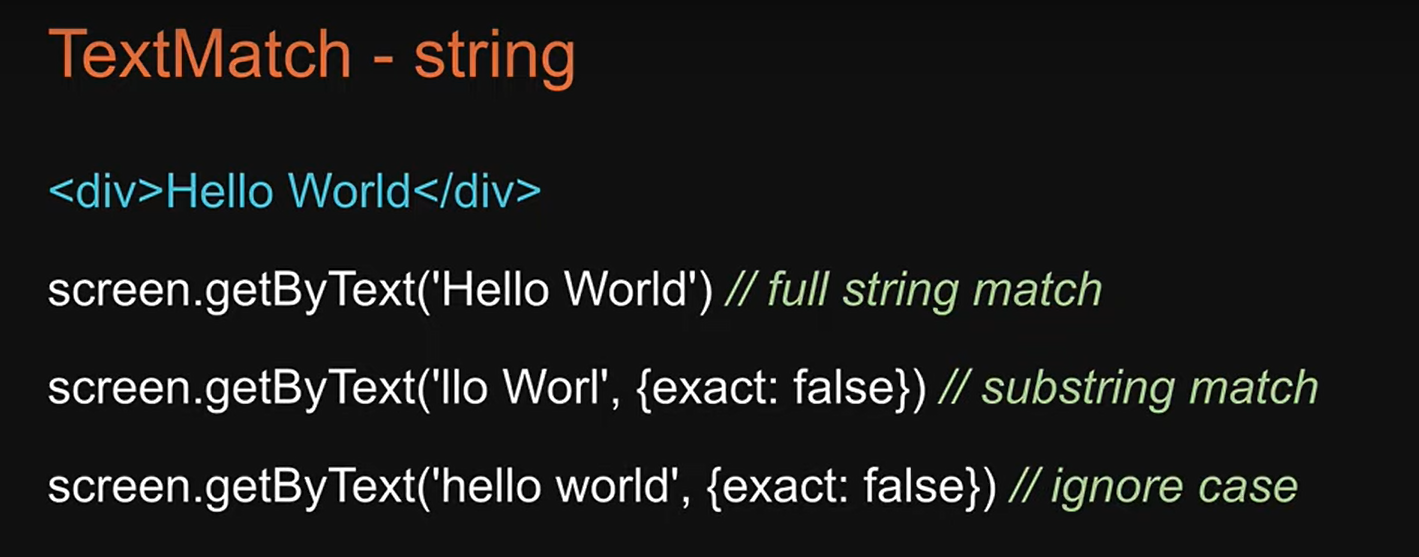 TextMatch - string
<div>Hello World</div>
screen.getByText('Hello World') // full string match
screen.getByText('llo Worl', {exact: false}) // substring match
screen.getByText('hello world', {exact: false}) // ignore case